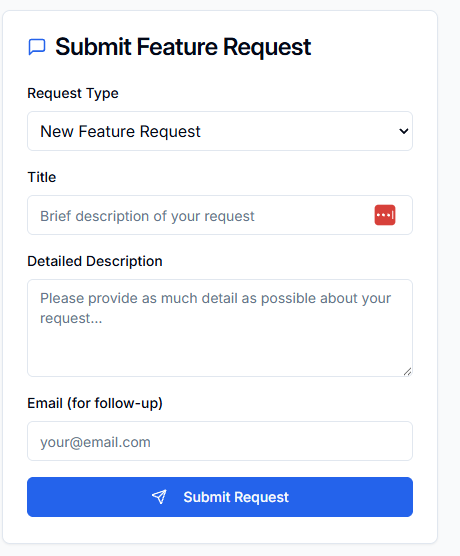 Submit Feature Request
Request Type
New Feature Request
Title
Brief description of your request
Detailed Description
Please provide as much detail as possible about your
request...
Email (for follow-up)
your@email.com
Submit Request